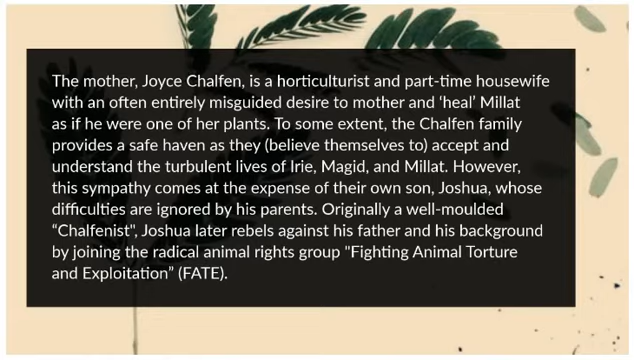 The mother, Joyce Chalfen, is a horticulturist and part-time housewife
with an often entirely misguided desire to mother and ‘heal’ Millat
as if he were one of her plants. To some extent, the Chalfen family
provides a safe haven as they (believe themselves to) accept and
understand the turbulent lives of Irie, Magid, and Millat. However,
this sympathy comes at the expense of their own son, Joshua, whose
difficulties are ignored by his parents. Originally a well-moulded
“Chalfenist", Joshua later rebels against his father and his background
by joining the radical animal rights group "Fighting Animal Torture
and Exploitation” (FATE).